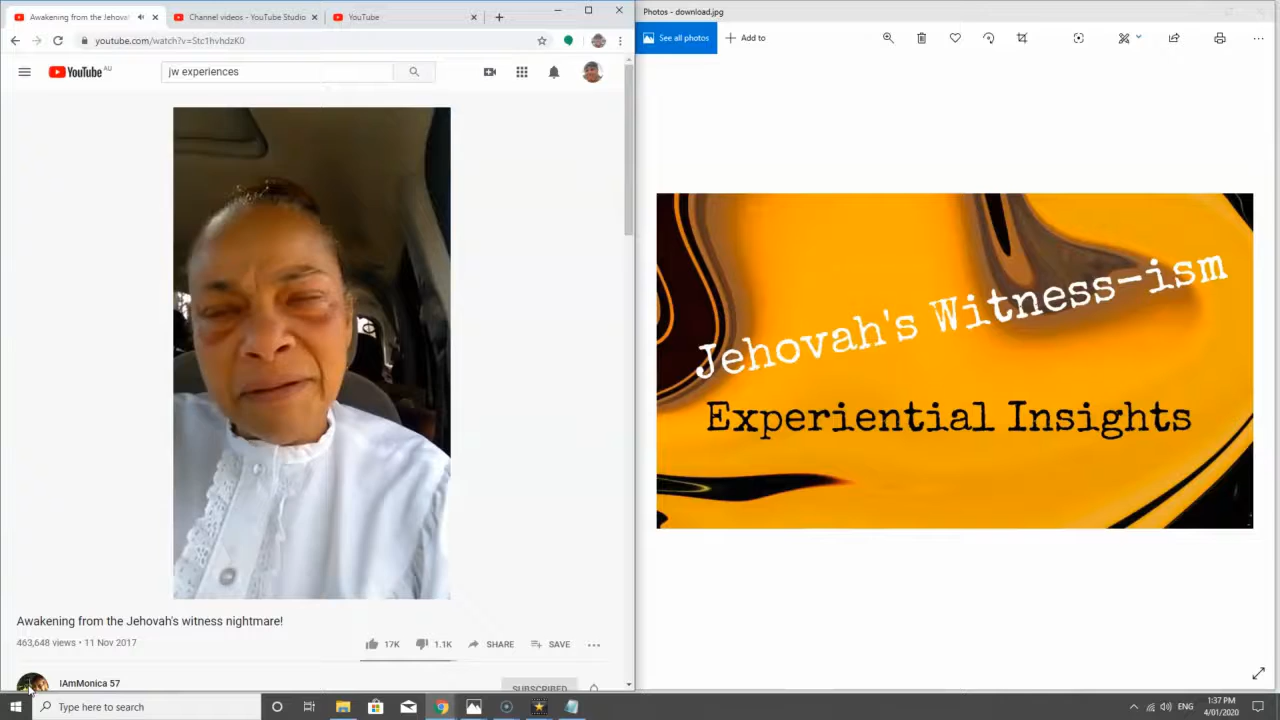 Awakening from the Jehova
Channel videos - YouTube Studio
YouTube
youtube.com/watch?v=Stc1hvhdzK0
YouTube AU
jw experiences
Awakening from the Jehovah's witness nightmare!
463,648 views • 11 Nov 2017
17K
1.1K
SHARE
SAVE
IAmMonica 57
SUBSCRIBED
Photos - download.jpg
See all photos
Add to
Jehovah's Witness-ism
Experiential Insights
Type here to search
ENG
1:37 PM
4/01/2020